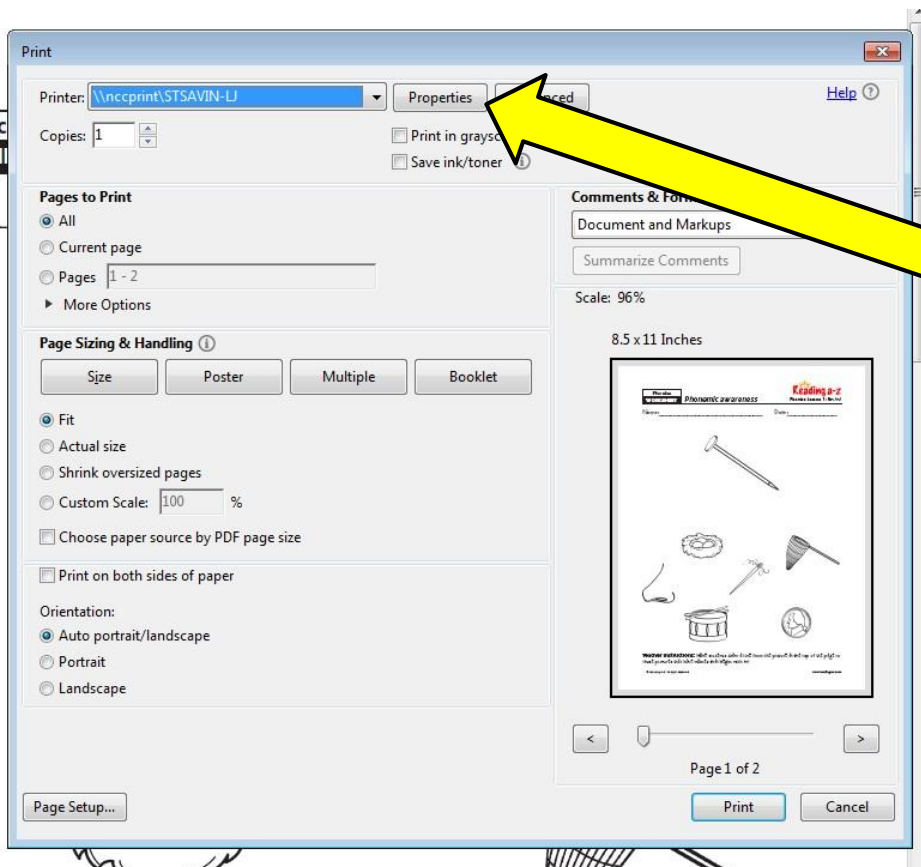 Print
Printer: \\nccprint\STSAVIN-LJ Properties Help
Copies: 1 Print in
Save ink/toner
Pages to Print
All
Current page
Pages 1 - 2
More Options
Comments &
Document and Markups
Summarize Comments
Scale: 96%
Page Sizing & Handling
Size Poster Multiple Booklet
Fit
Actual size
Shrink oversized pages
Custom Scale: 100 %
Choose paper source by PDF page size
Print on both sides of paper
Orientation:
Auto portrait/landscape
Portrait
Landscape
8.5 x 11 Inches
Phonemic awareness
Reading a-z
Name
Date
< >
Page 1 of 2
Page Setup... Print Cancel